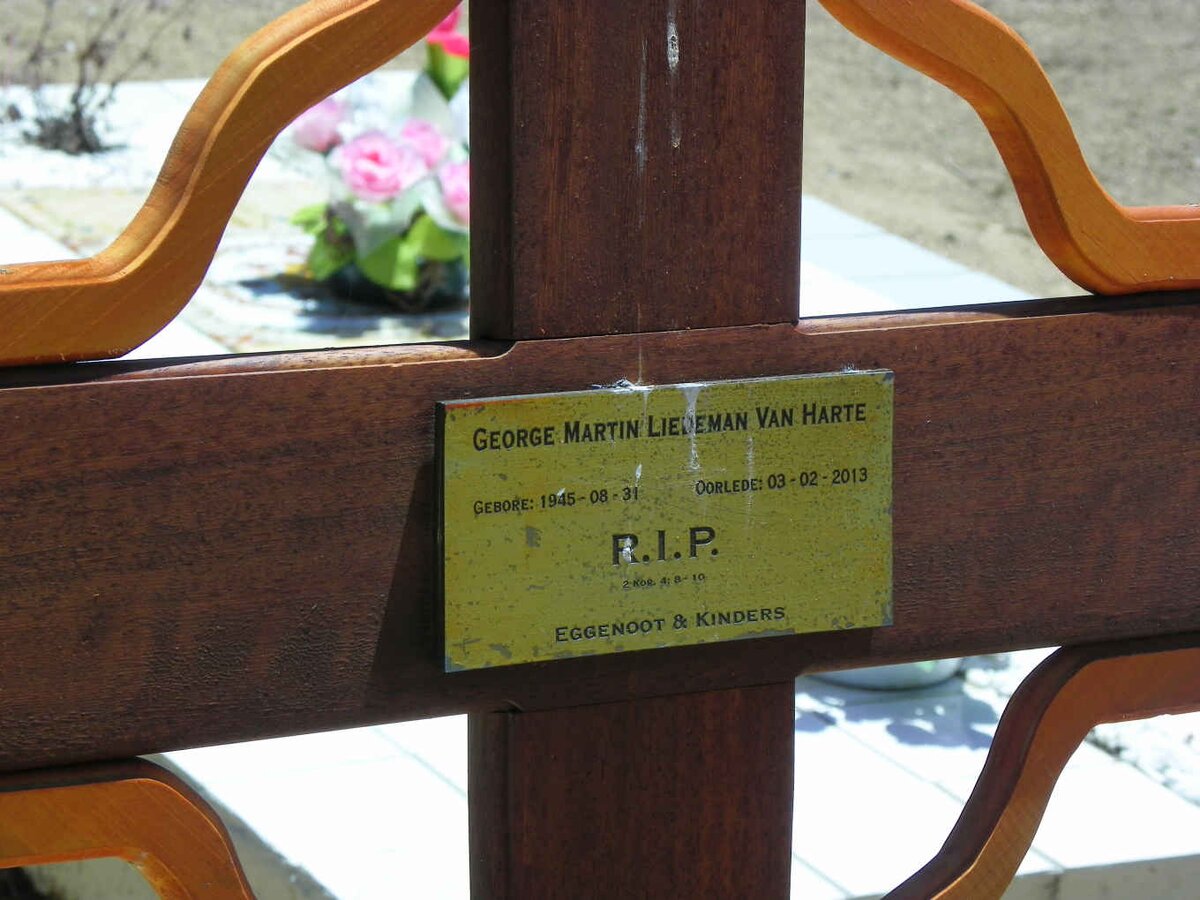 GEORGE MARTIN LIEDEMAN VAN HARTE
GEBORE: 1945-08-31 OORLEDE: 03-02-2013
R.I.P.
2 KOR. 4: 8-10
EGGENOOT & KINDERS